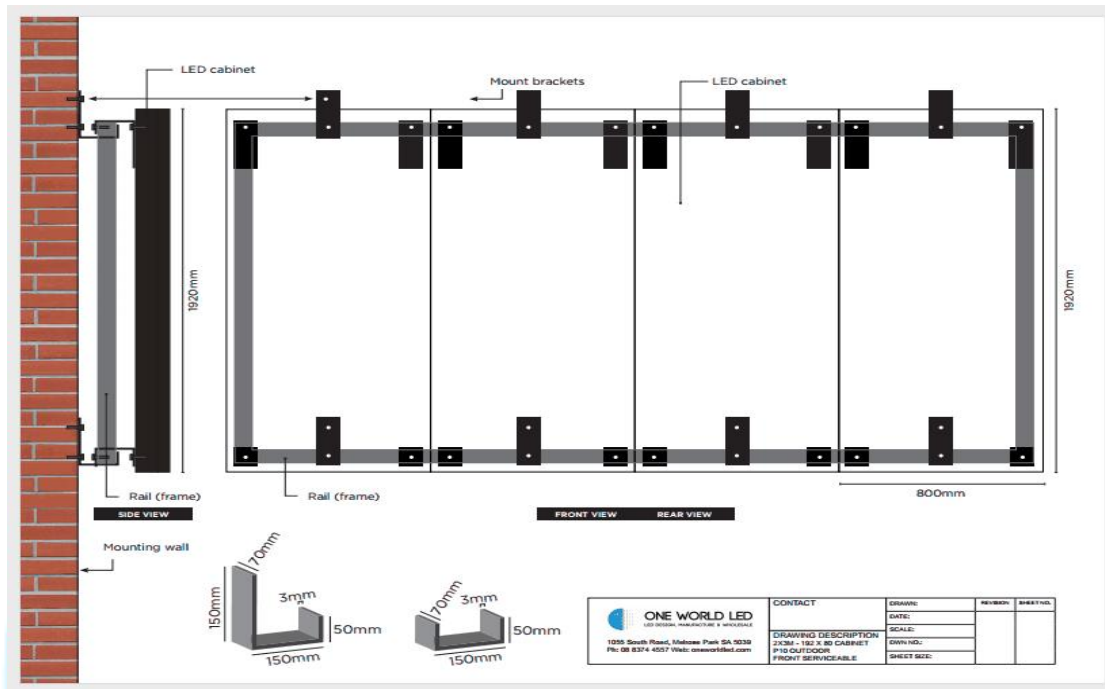 LED cabinet
Mount brackets
LED cabinet
1920mm
1920mm
Rail (frame)
Rail (frame)
800mm
SIDE VIEW
FRONT VIEW
REAR VIEW
Mounting wall
70mm
150mm
3mm
50mm
150mm
70mm
3mm
50mm
150mm
ONE WORLD LED
LED DESIGN, MANUFACTURE & WHOLESALE
1055 South Road, Melrose Park SA 5039
Ph: 08 8374 4557 Web: oneworldled.com
CONTACT
DRAWING DESCRIPTION
2X3M - 192 X 80 CABINET
P10 OUTDOOR
FRONT SERVICEABLE
DRAWN:
DATE:
SCALE:
DWN NO.:
SHEET SIZE:
REVISION
SHEET NO.